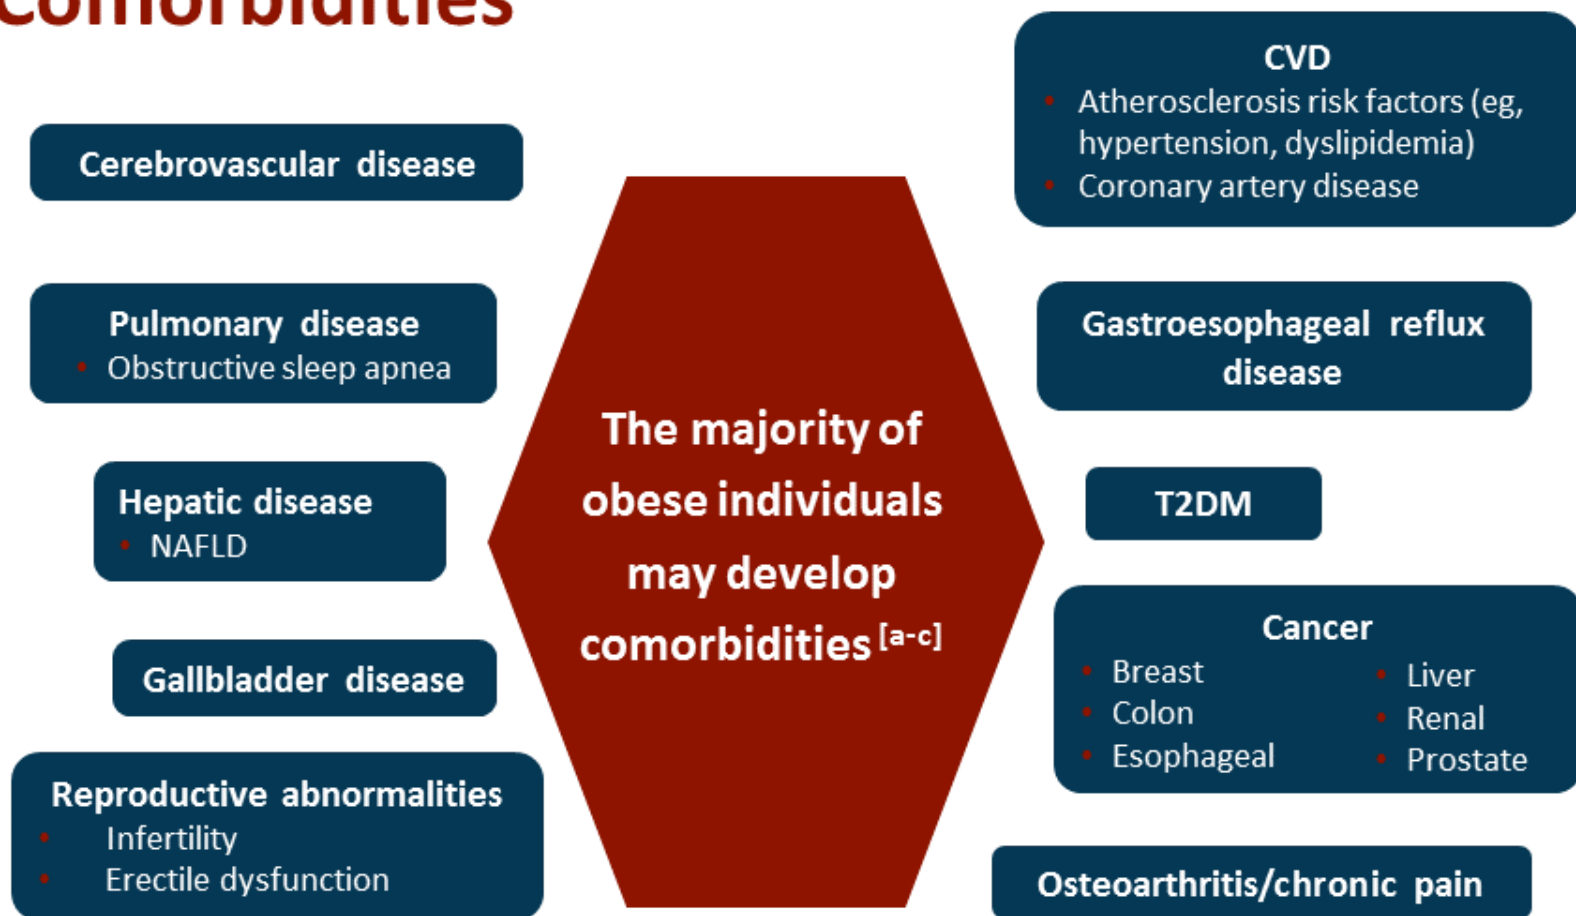 Comorbidities
Cerebrovascular disease
Pulmonary disease
• Obstructive sleep apnea
Hepatic disease
• NAFLD
Gallbladder disease
Reproductive abnormalities
• Infertility
• Erectile dysfunction
The majority of
obese individuals
may develop
comorbidities [a-c]
CVD
• Atherosclerosis risk factors (eg,
hypertension, dyslipidemia)
• Coronary artery disease
Gastroesophageal reflux
disease
T2DM
Cancer
• Breast
• Colon
• Esophageal
• Liver
• Renal
• Prostate
Osteoarthritis/chronic pain